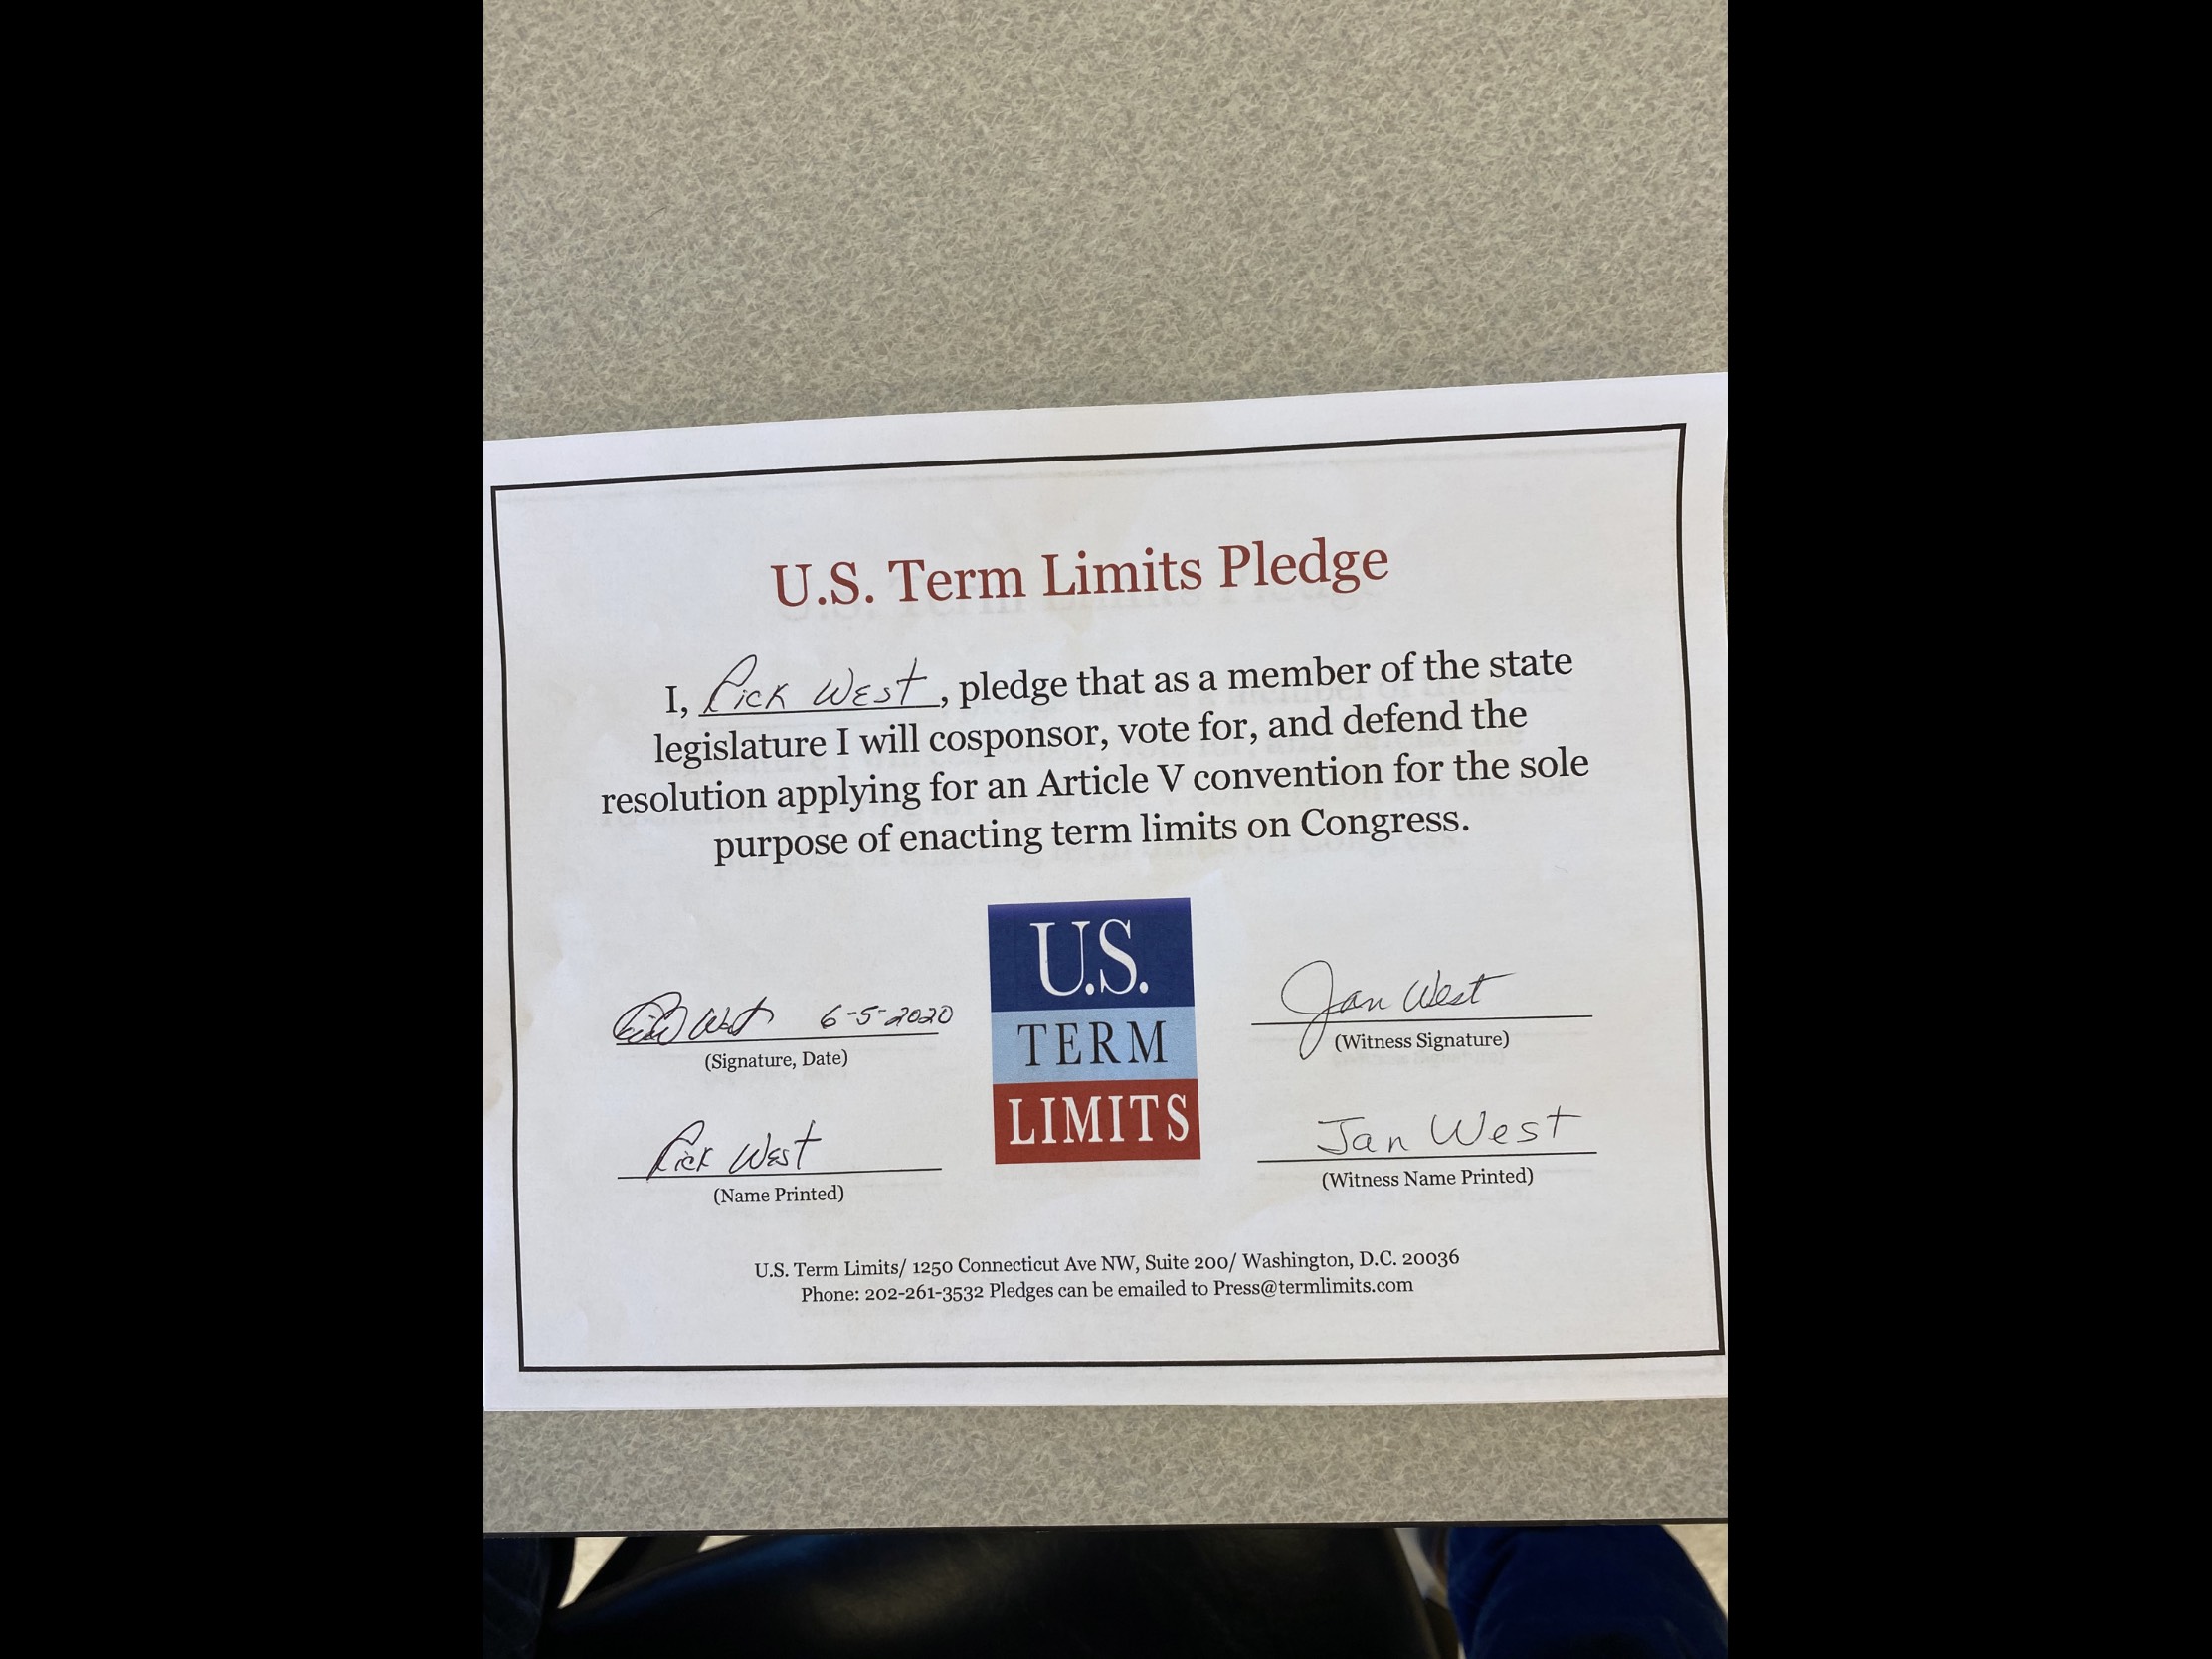 U.S. Term Limits Pledge
I, Rick West, pledge that as a member of the state
legislature I will cosponsor, vote for, and defend the
resolution applying for an Article V convention for the sole
purpose of enacting term limits on Congress.
Rick West 6-5-2020
(Signature, Date)
Rick West
(Name Printed)
U.S.
TERM
LIMITS
Jan West
(Witness Signature)
Jan West
(Witness Name Printed)
U.S. Term Limits/ 1250 Connecticut Ave NW, Suite 200/ Washington, D.C. 20036
Phone: 202-261-3532 Pledges can be emailed to Press@termlimits.com